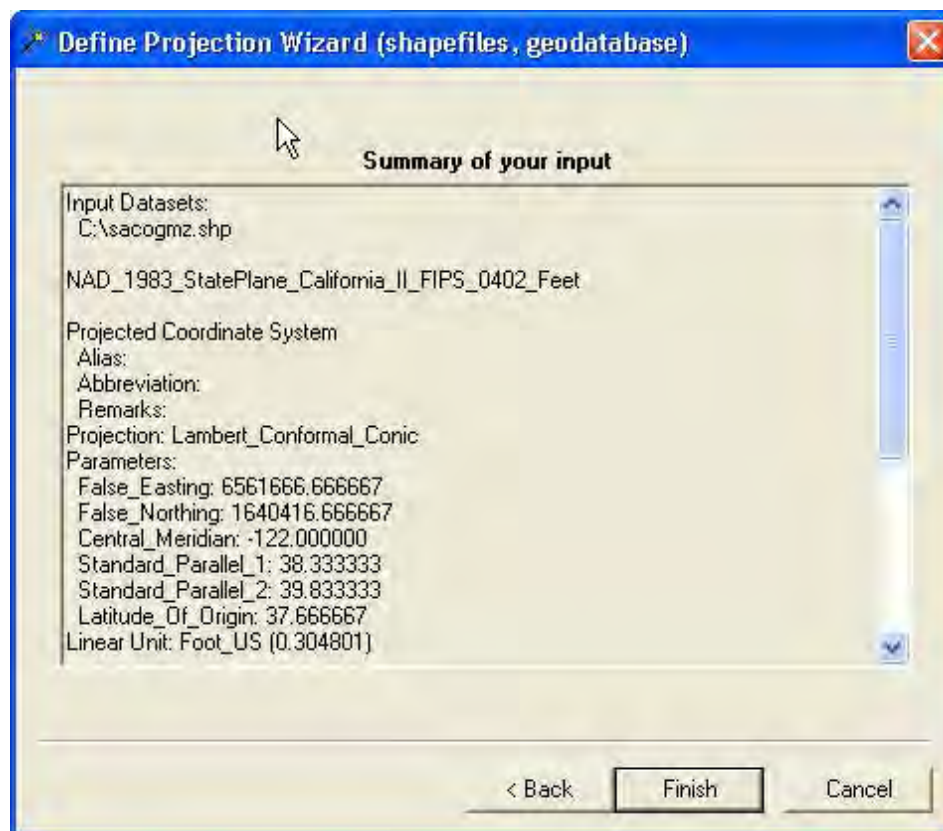 Define Projection Wizard (shapefiles, geodatabase)
Summary of your input
Input Datasets:
C:\sacogmz.shp
NAD_1983_StatePlane_California_II_FIPS_0402_Feet
Projected Coordinate System
Alias:
Abbreviation:
Remarks:
Projection: Lambert_Conformal_Conic
Parameters:
False_Easting: 6561666.666667
False_Northing: 1640416.666667
Central_Meridian: -122.000000
Standard_Parallel_1: 38.333333
Standard_Parallel_2: 39.833333
Latitude_Of_Origin: 37.666667
Linear Unit: Foot_US (0.304801)
< Back Finish Cancel